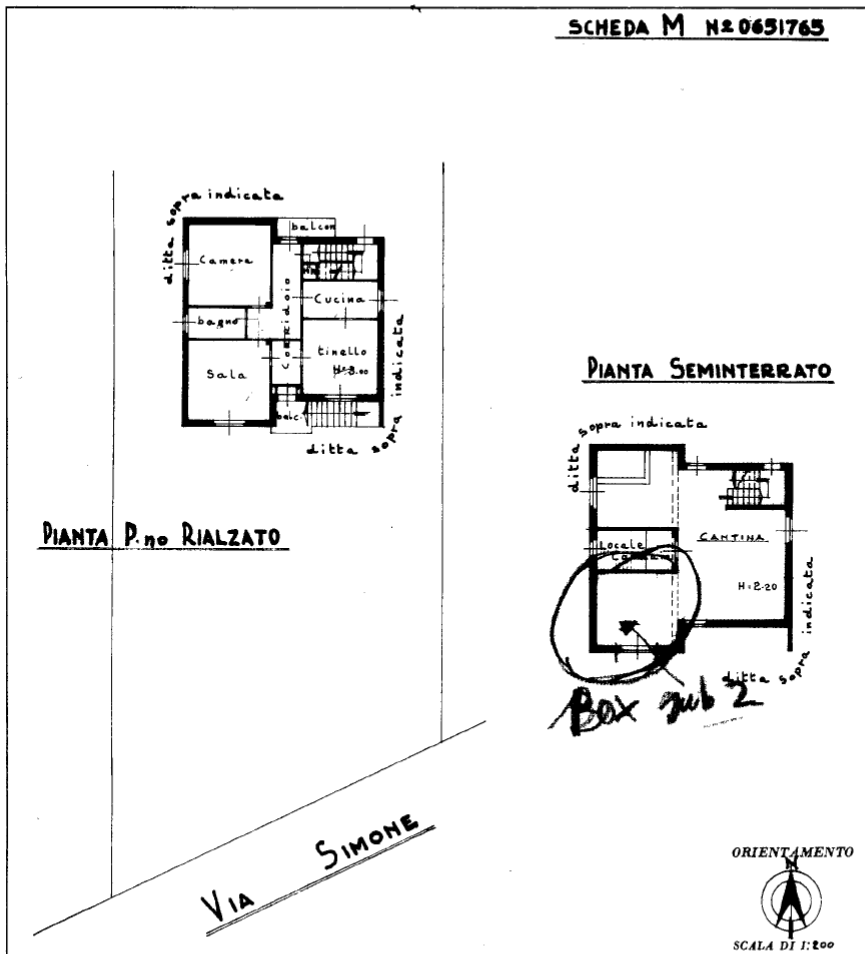 SCHEDA M Nº 0651765
ditta sopra indicata
ditta sopra indicata
balcon
Camera
Cucina
Corridoio
bagno
tinello
H=3.00
Sala
balc.
ditta sopra indicata
PIANTA P.no RIALZATO
PIANTA SEMINTERRATO
ditta sopra indicata
CANTINA
Locale
H=2.20
ditta sopra indicata
Box sub 2
VIA SIMONE
ORIENTAMENTO
N
SCALA DI 1:200